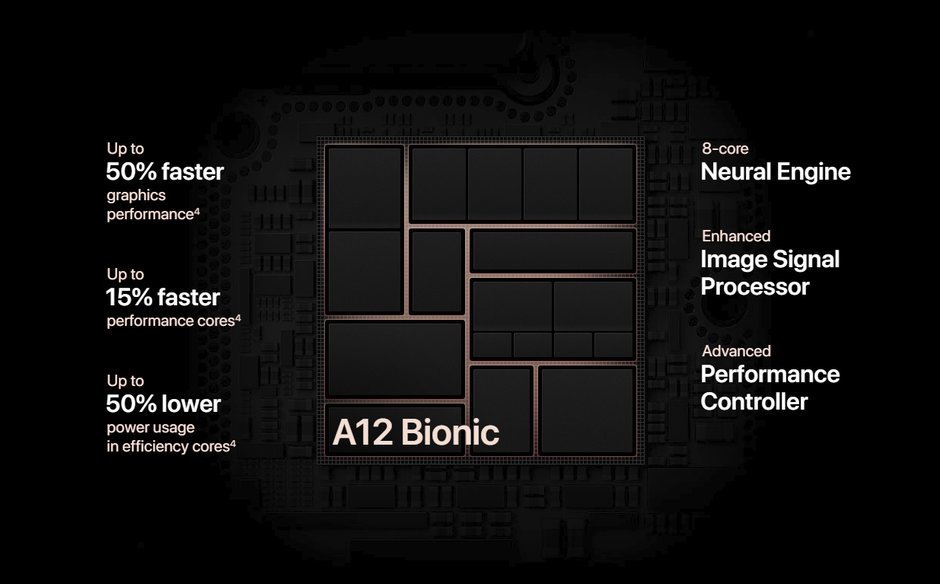 Up to
50% faster
graphics
performance⁴
Up to
15% faster
performance cores⁴
Up to
50% lower
power usage
in efficiency cores⁴
A12 Bionic
8-core
Neural Engine
Enhanced
Image Signal
Processor
Advanced
Performance
Controller